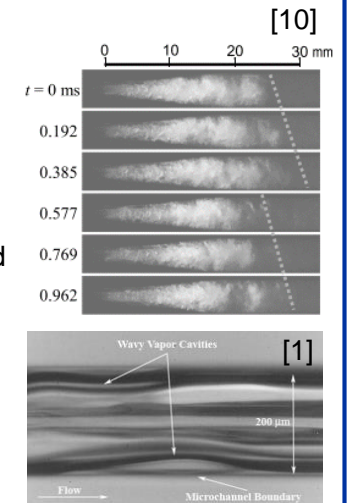 [10]
0 10 20 30 mm
t = 0 ms
0.192
0.385
0.577
d
0.769
0.962
Wavy Vapor Cavities
[1]
200 µm
Flow
Microchannel Boundary